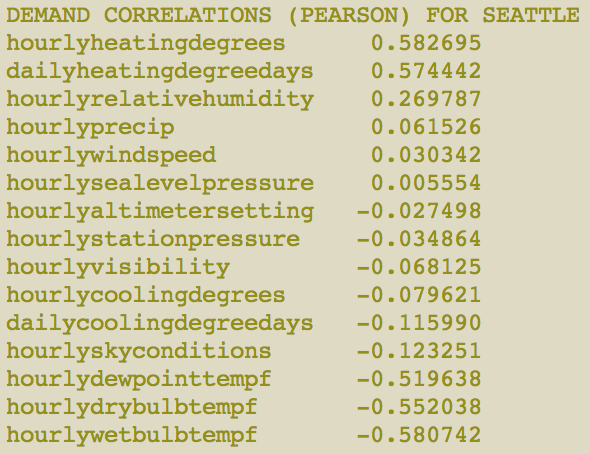 DEMAND CORRELATIONS (PEARSON) FOR SEATTLE
hourlyheatingdegrees 0.582695
dailyheatingdegreedays 0.574442
hourlyrelativehumidity 0.269787
hourlyprecip 0.061526
hourlywindspeed 0.030342
hourlysealevelpressure 0.005554
hourlyaltimetersetting -0.027498
hourlystationpressure -0.034864
hourlyvisibility -0.068125
hourlycoolingdegrees -0.079621
dailycoolingdegreedays -0.115990
hourlyskyconditions -0.123251
hourlydewpointtempf -0.519638
hourlydrybulbtempf -0.552038
hourlywetbulbtempf -0.580742